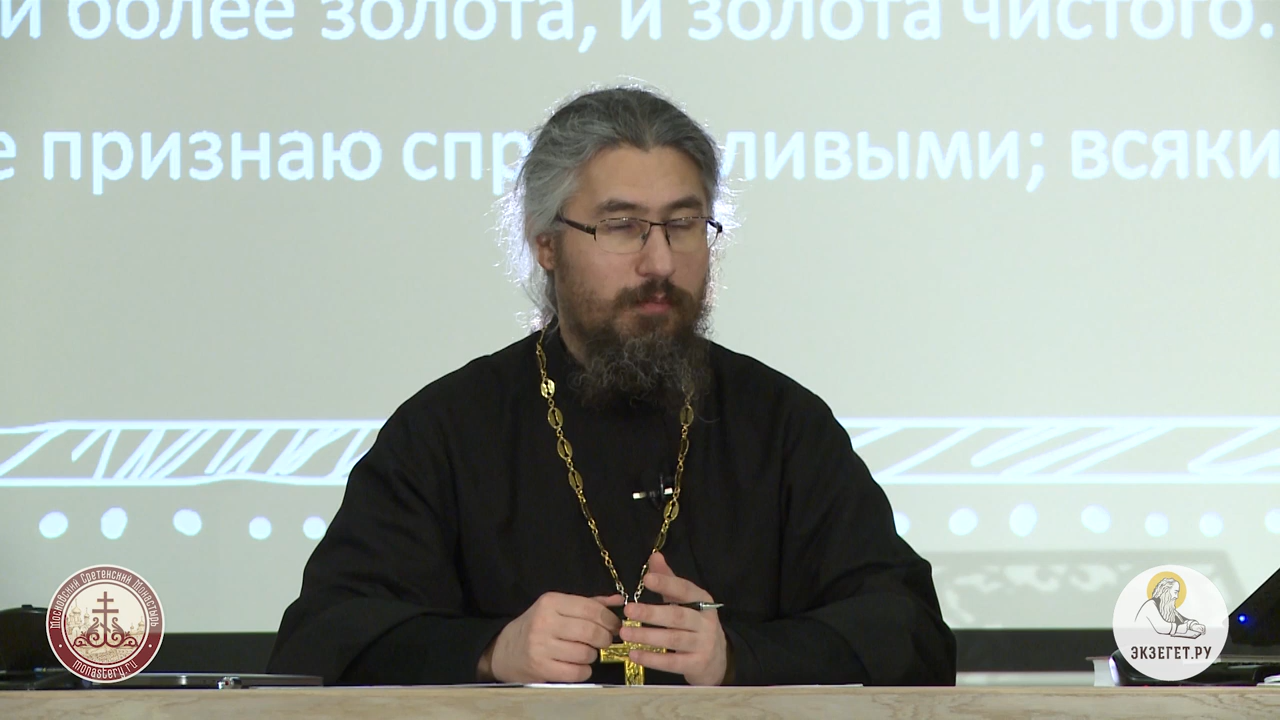 и более золота, и золота чистого.
е признаю спр ливыми; всяки
Московский Сретенский Монастырь
monastery.ru
ЭКЗЕГЕТ.РУ